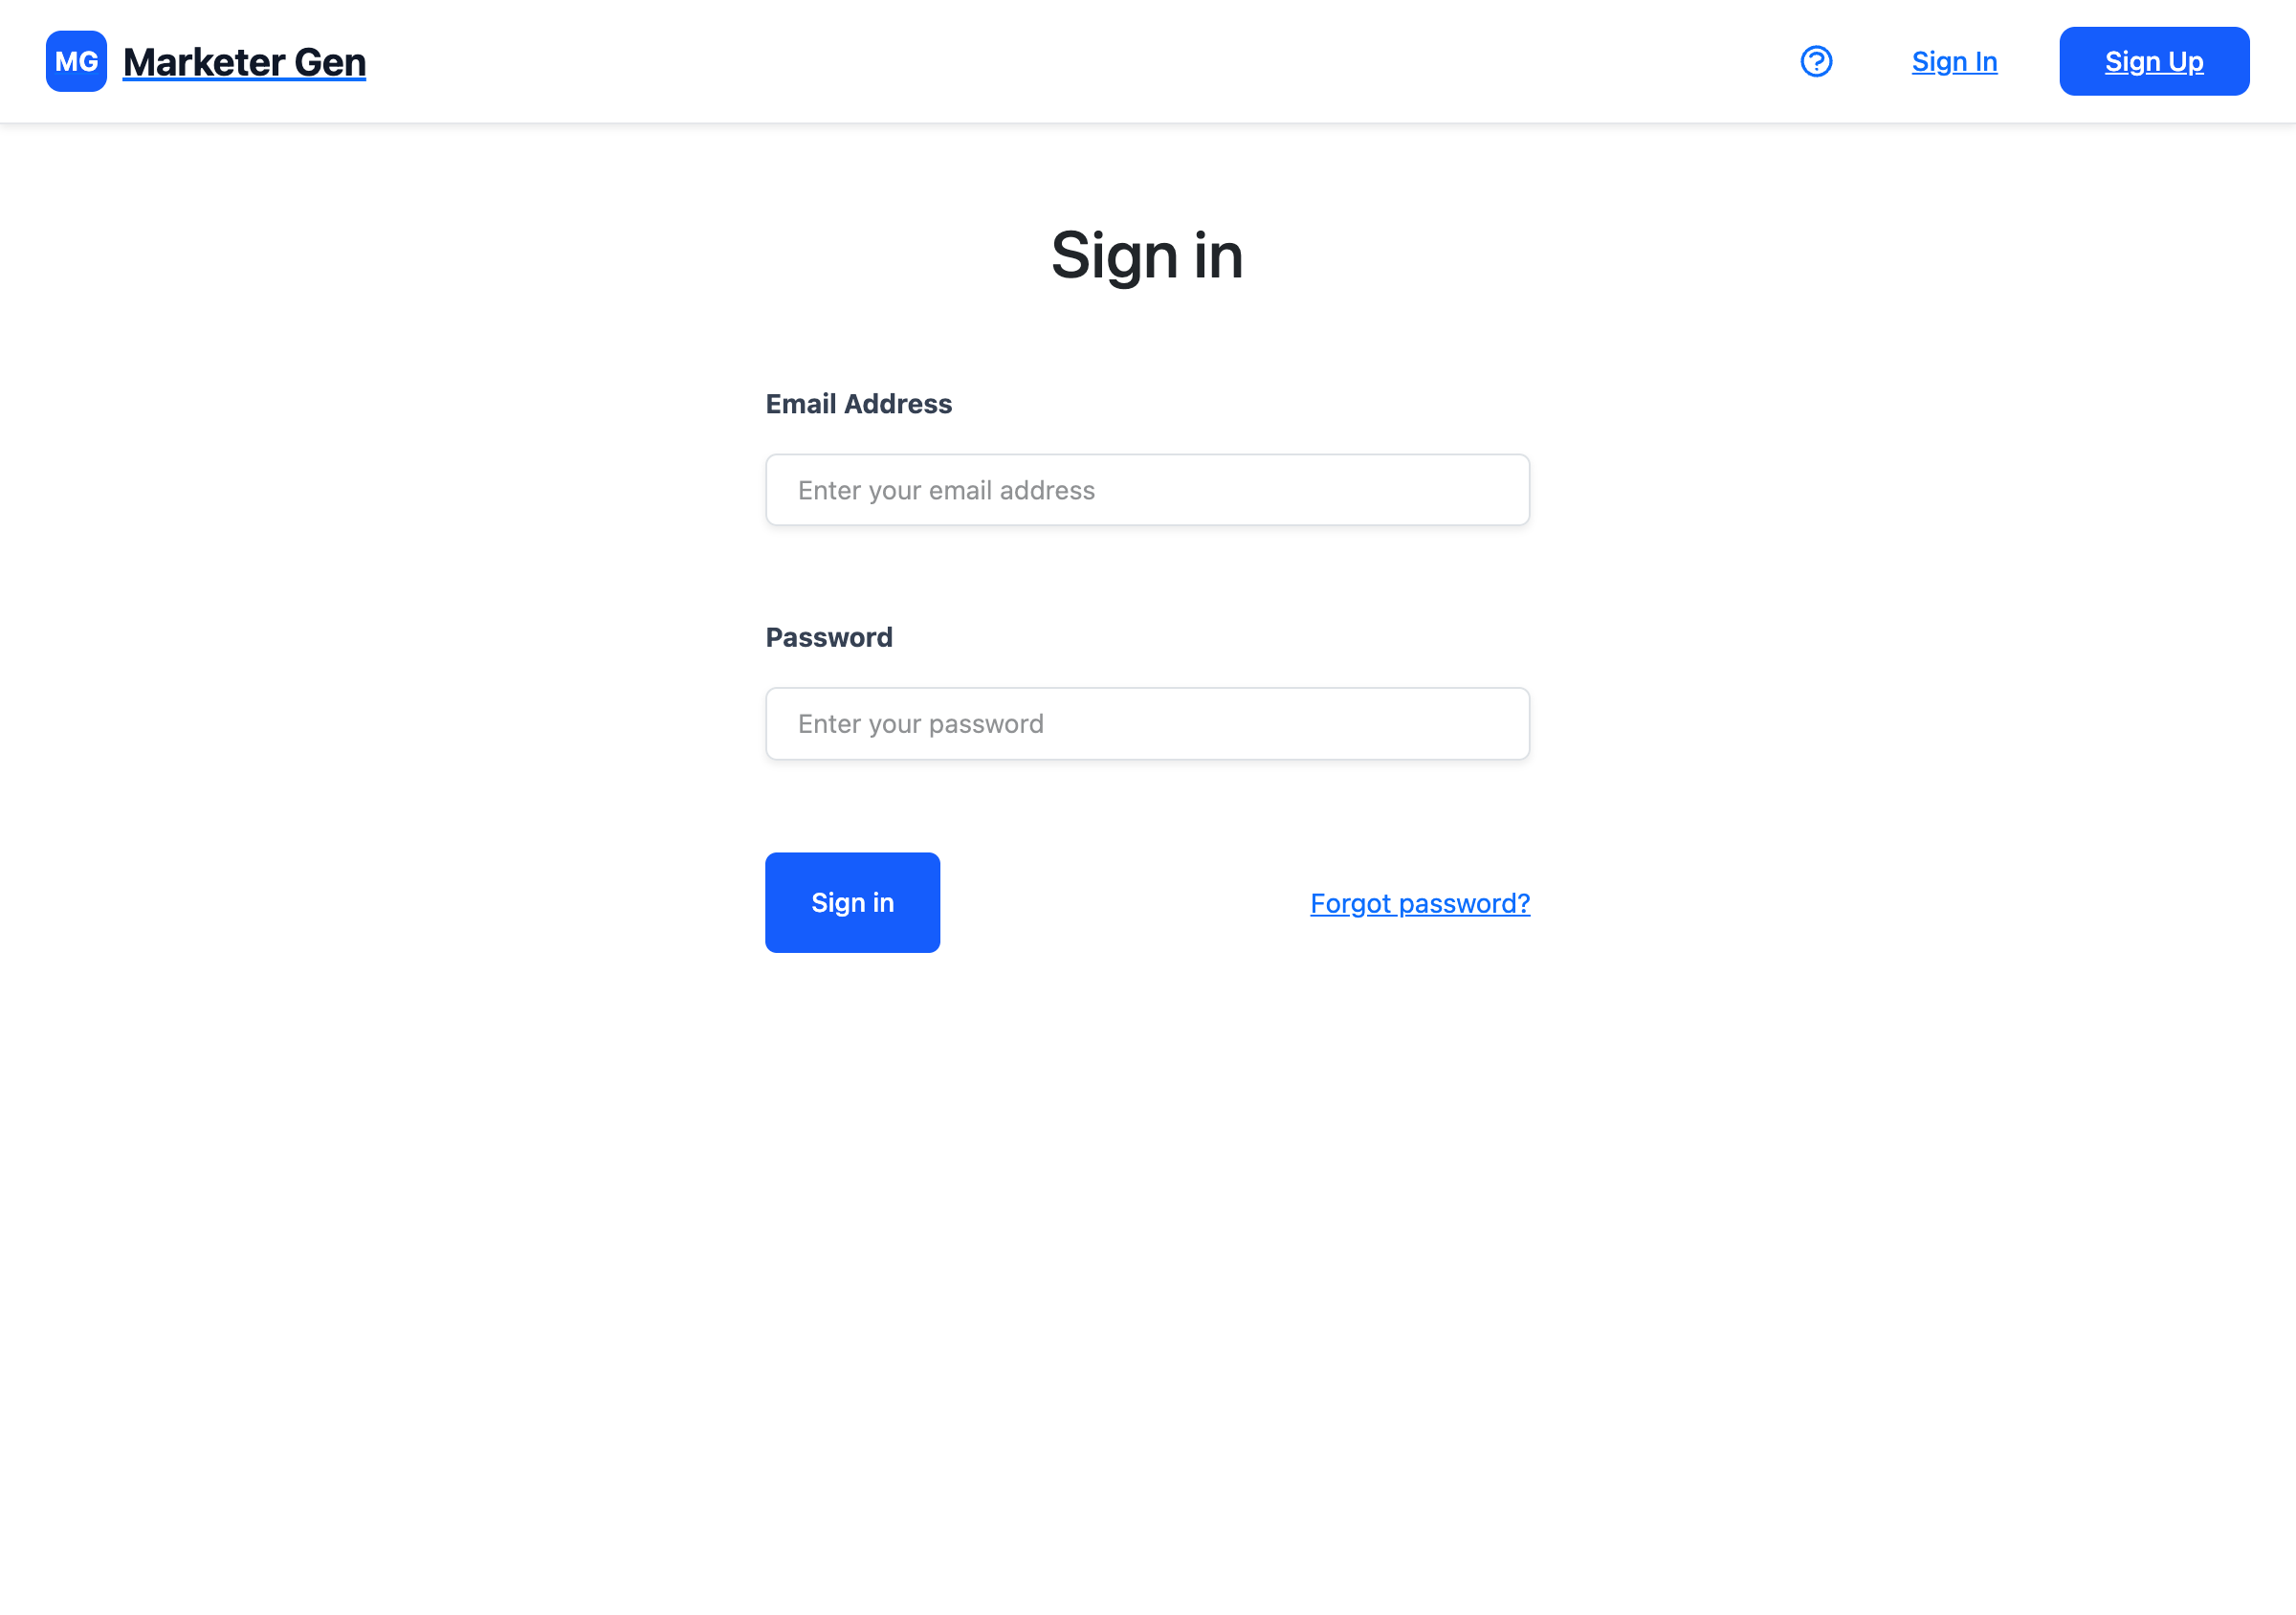 MG Marketer Gen Sign In Sign Up
Sign in
Email Address
Enter your email address
Password
Enter your password
Sign in Forgot password?